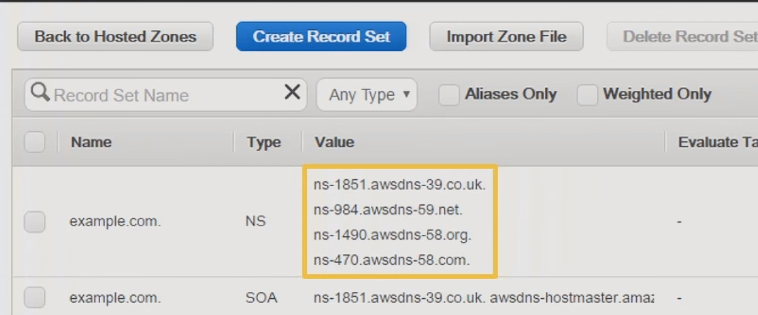 Back to Hosted Zones Create Record Set Import Zone File Delete Record Set
Record Set Name Any Type Aliases Only Weighted Only
Name Type Value Evaluate Ta
ns-1851.awsdns-39.co.uk.
ns-984.awsdns-59.net.
example.com. NS -
ns-1490.awsdns-58.org.
ns-470.awsdns-58.com.
example.com. SOA ns-1851.awsdns-39.co.uk. awsdns-hostmaster.amaz -